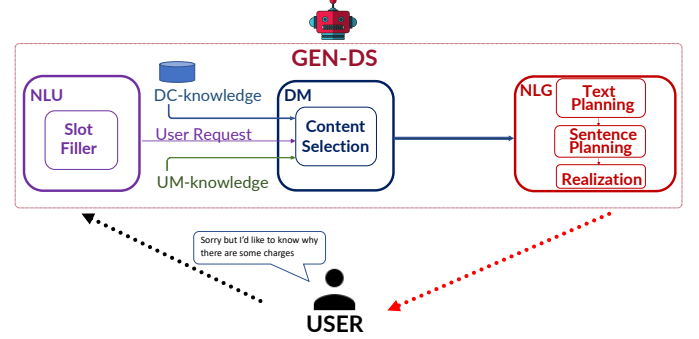 GEN-DS
NLU
Slot
Filler
DC-knowledge
User Request
UM-knowledge
DM
Content
Selection
NLG
Text
Planning
Sentence
Planning
Realization
Sorry but I'd like to know why
there are some charges
USER